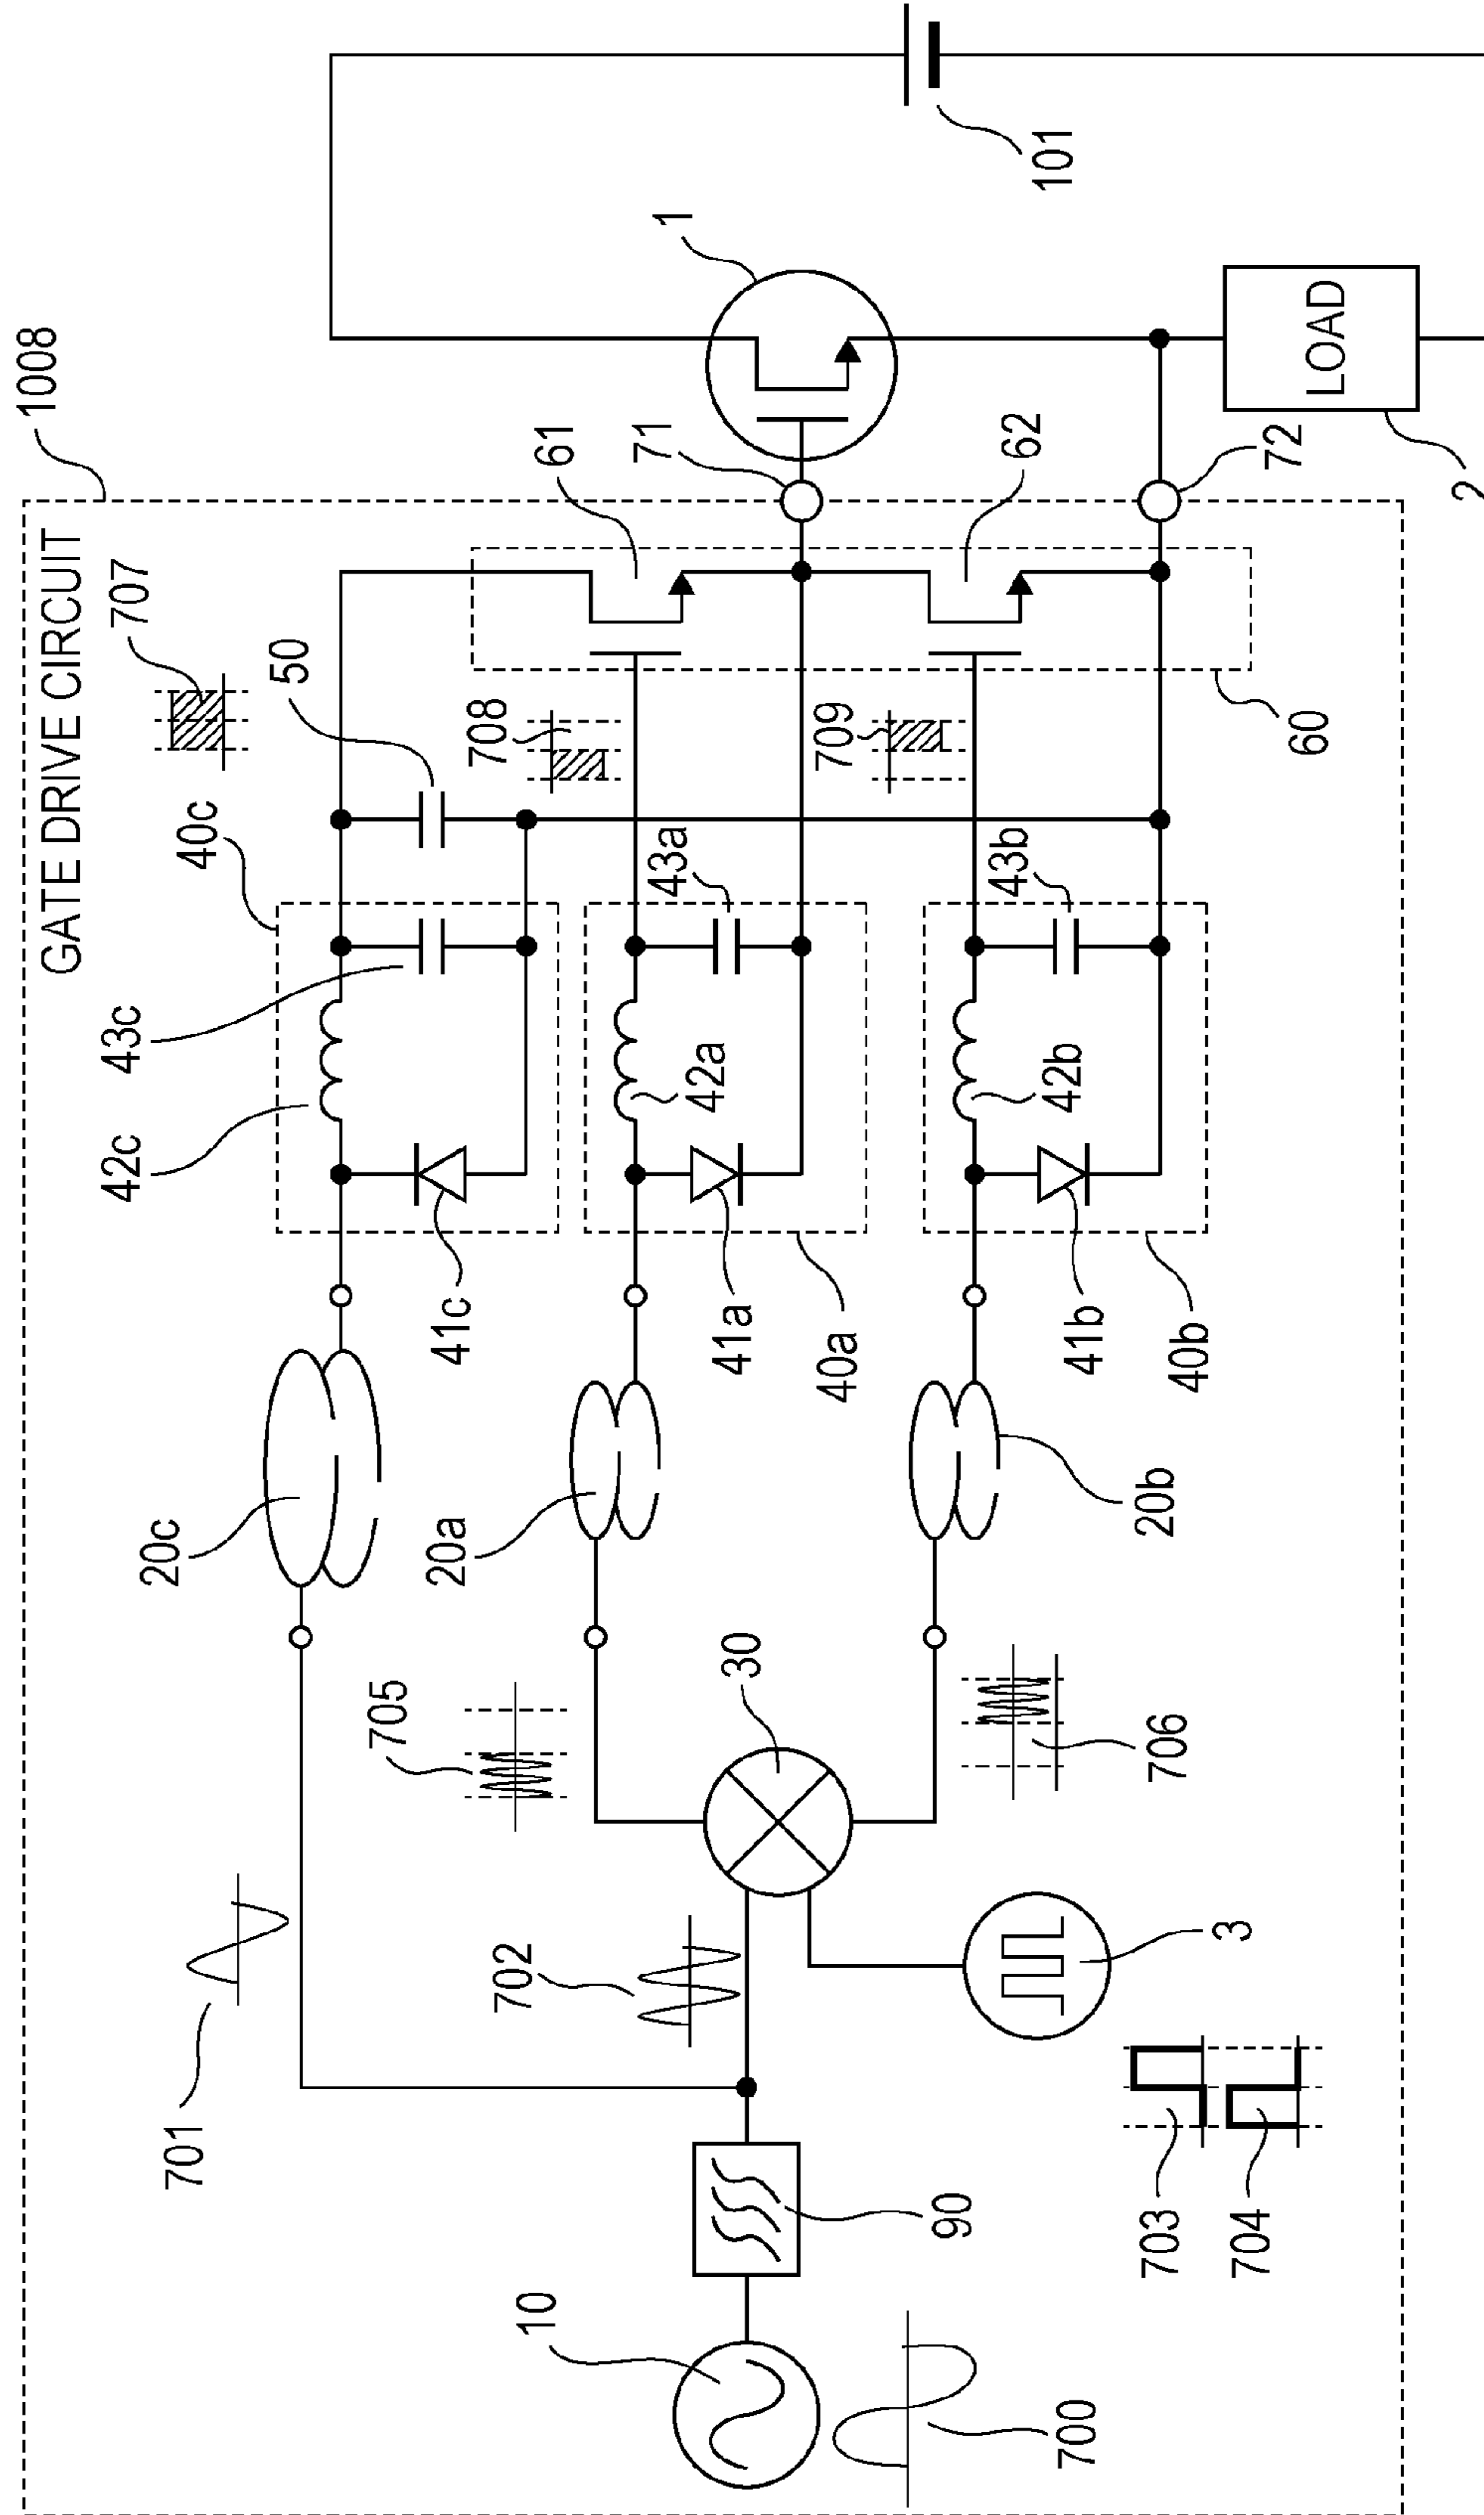 GATE DRIVE CIRCUIT
1008
701
20c
42c
43c
40c
50
707
41c
61
71
1
101
705
20a
708
43a
42a
702
30
41a
40a
709
62
10
90
43b
42b
41b
40b
60
72
LOAD
2
700
703
704
3
706
20b